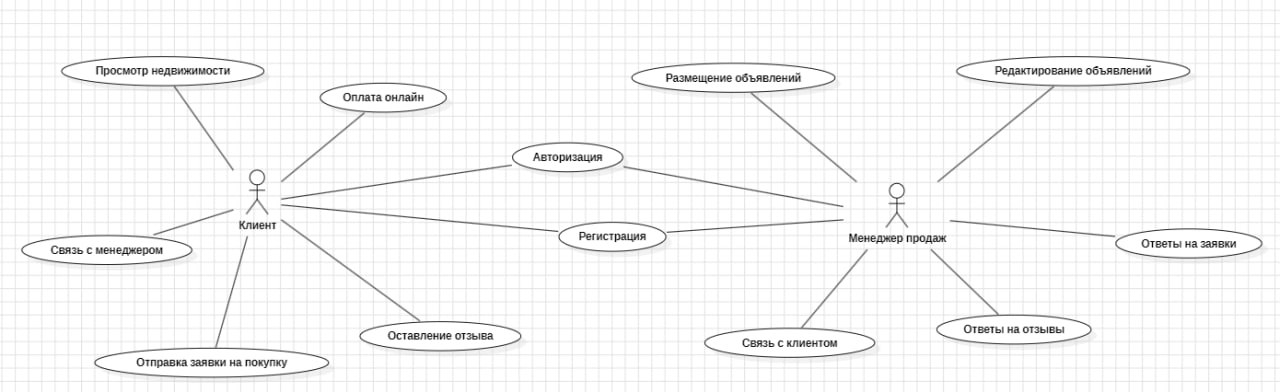 Просмотр недвижимости
Оплата онлайн
Размещение объявлений
Редактирование объявлений
Авторизация
Клиент
Регистрация
Менеджер продаж
Связь с менеджером
Ответы на заявки
Оставление отзыва
Отправка заявки на покупку
Связь с клиентом
Ответы на отзывы